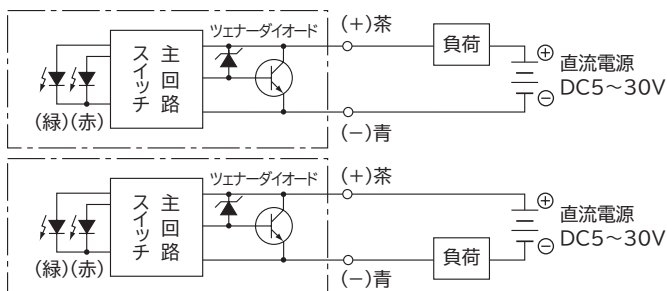 ツェナーダイオード
(+)茶
スイッチ
主回路
負荷
⊕
直流電源
DC5～30V
⊖
(緑)(赤)
(−)青
ツェナーダイオード
(+)茶
スイッチ
主回路
⊕
直流電源
DC5～30V
⊖
負荷
(緑)(赤)
(−)青